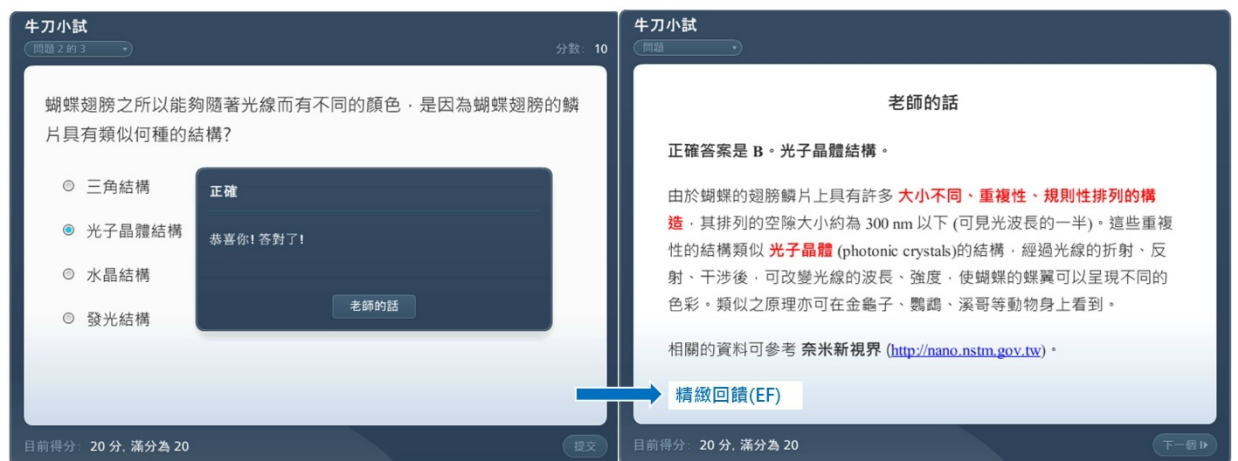 牛刀小試
問題 2 的 3
分數: 10
蝴蝶翅膀之所以能夠隨著光線而有不同的顏色，是因為蝴蝶翅膀的鱗
片具有類似何種的結構?
三角結構
光子晶體結構
水晶結構
發光結構
正確
恭喜你! 答對了!
老師的話
目前得分: 20 分, 滿分為 20
提交
牛刀小試
問題
老師的話
正確答案是 B。光子晶體結構。
由於蝴蝶的翅膀鱗片上具有許多 大小不同、重複性、規則性排列的構
造，其排列的空隙大小約為 300 nm 以下 (可見光波長的一半)。這些重複
性的結構類似 光子晶體 (photonic crystals)的結構，經過光線的折射、反
射、干涉後，可改變光線的波長、強度，使蝴蝶的蝶翼可以呈現不同的
色彩。類似之原理亦可在金龜子、鸚鵡、溪哥等動物身上看到。
相關的資料可參考 奈米新視界 (http://nano.nstm.gov.tw)。
精緻回饋(EF)
目前得分: 20 分, 滿分為 20
下一個